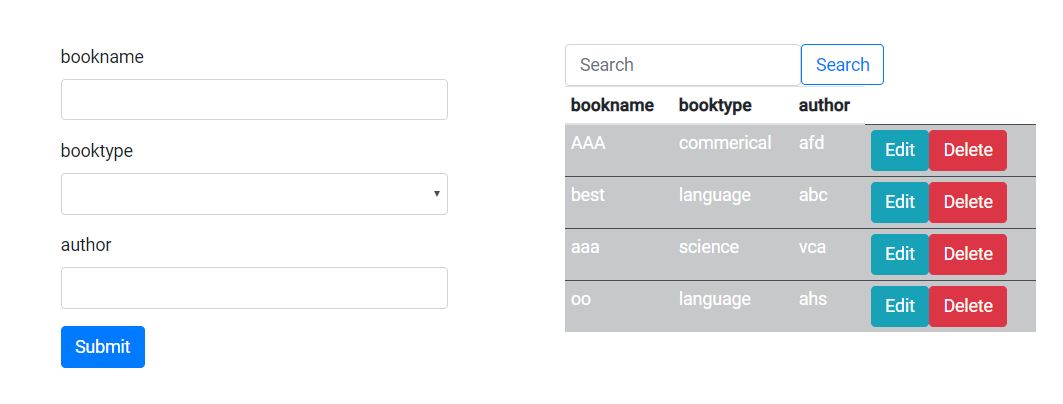 bookname
booktype
author
Submit
Search Search
bookname booktype author
AAA commerical afd Edit Delete
best language abc Edit Delete
aaa science vca Edit Delete
oo language ahs Edit Delete